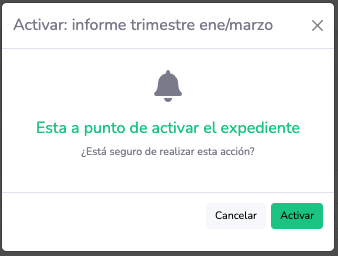 Activar: informe trimestre ene/marzo
Esta a punto de activar el expediente
¿Está seguro de realizar esta acción?
Cancelar
Activar